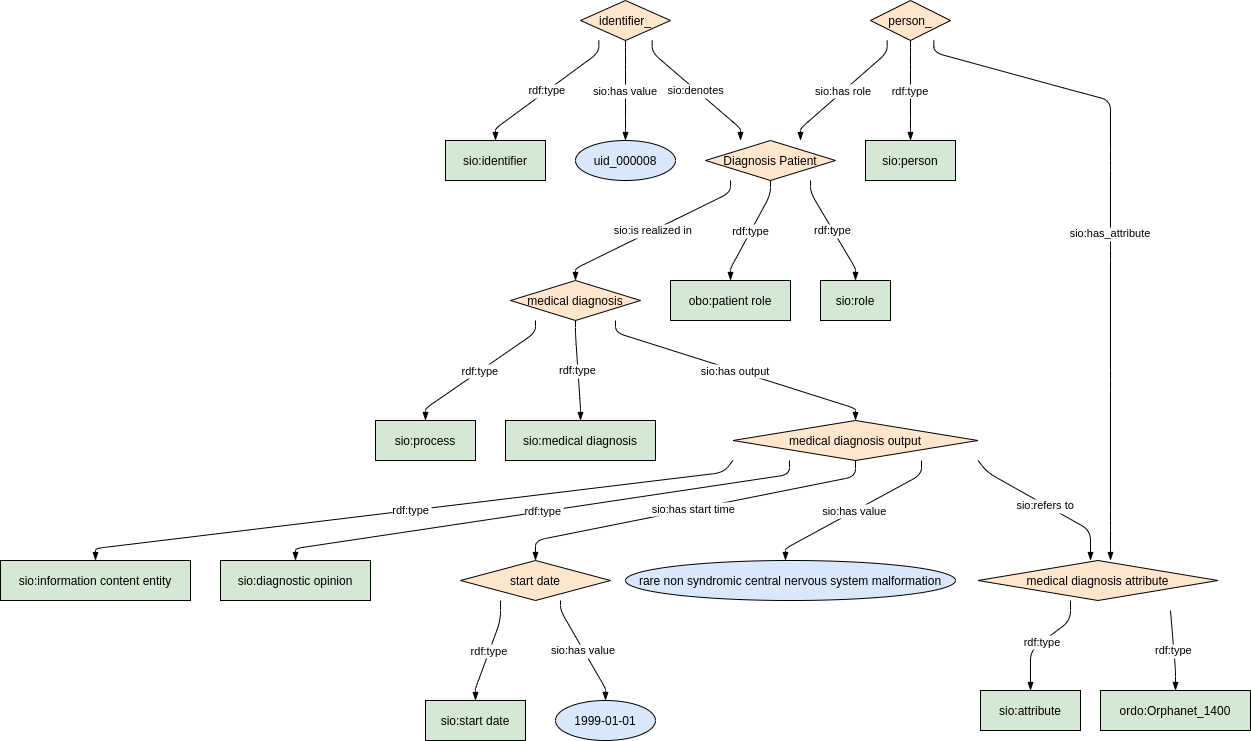 identifier_
person_
rdf:type
sio:has value
sio:denotes
sio:has role
rdf:type
sio:identifier
uid_000008
Diagnosis Patient
sio:person
sio:is realized in
rdf:type
rdf:type
sio:has_attribute
medical diagnosis
obo:patient role
sio:role
rdf:type
rdf:type
sio:has output
sio:process
sio:medical diagnosis
medical diagnosis output
rdf:type
rdf:type
sio:has start time
sio:has value
sio:refers to
sio:information content entity
sio:diagnostic opinion
start date
rare non syndromic central nervous system malformation
medical diagnosis attribute
rdf:type
sio:has value
rdf:type
rdf:type
sio:start date
1999-01-01
sio:attribute
ordo:Orphanet_1400